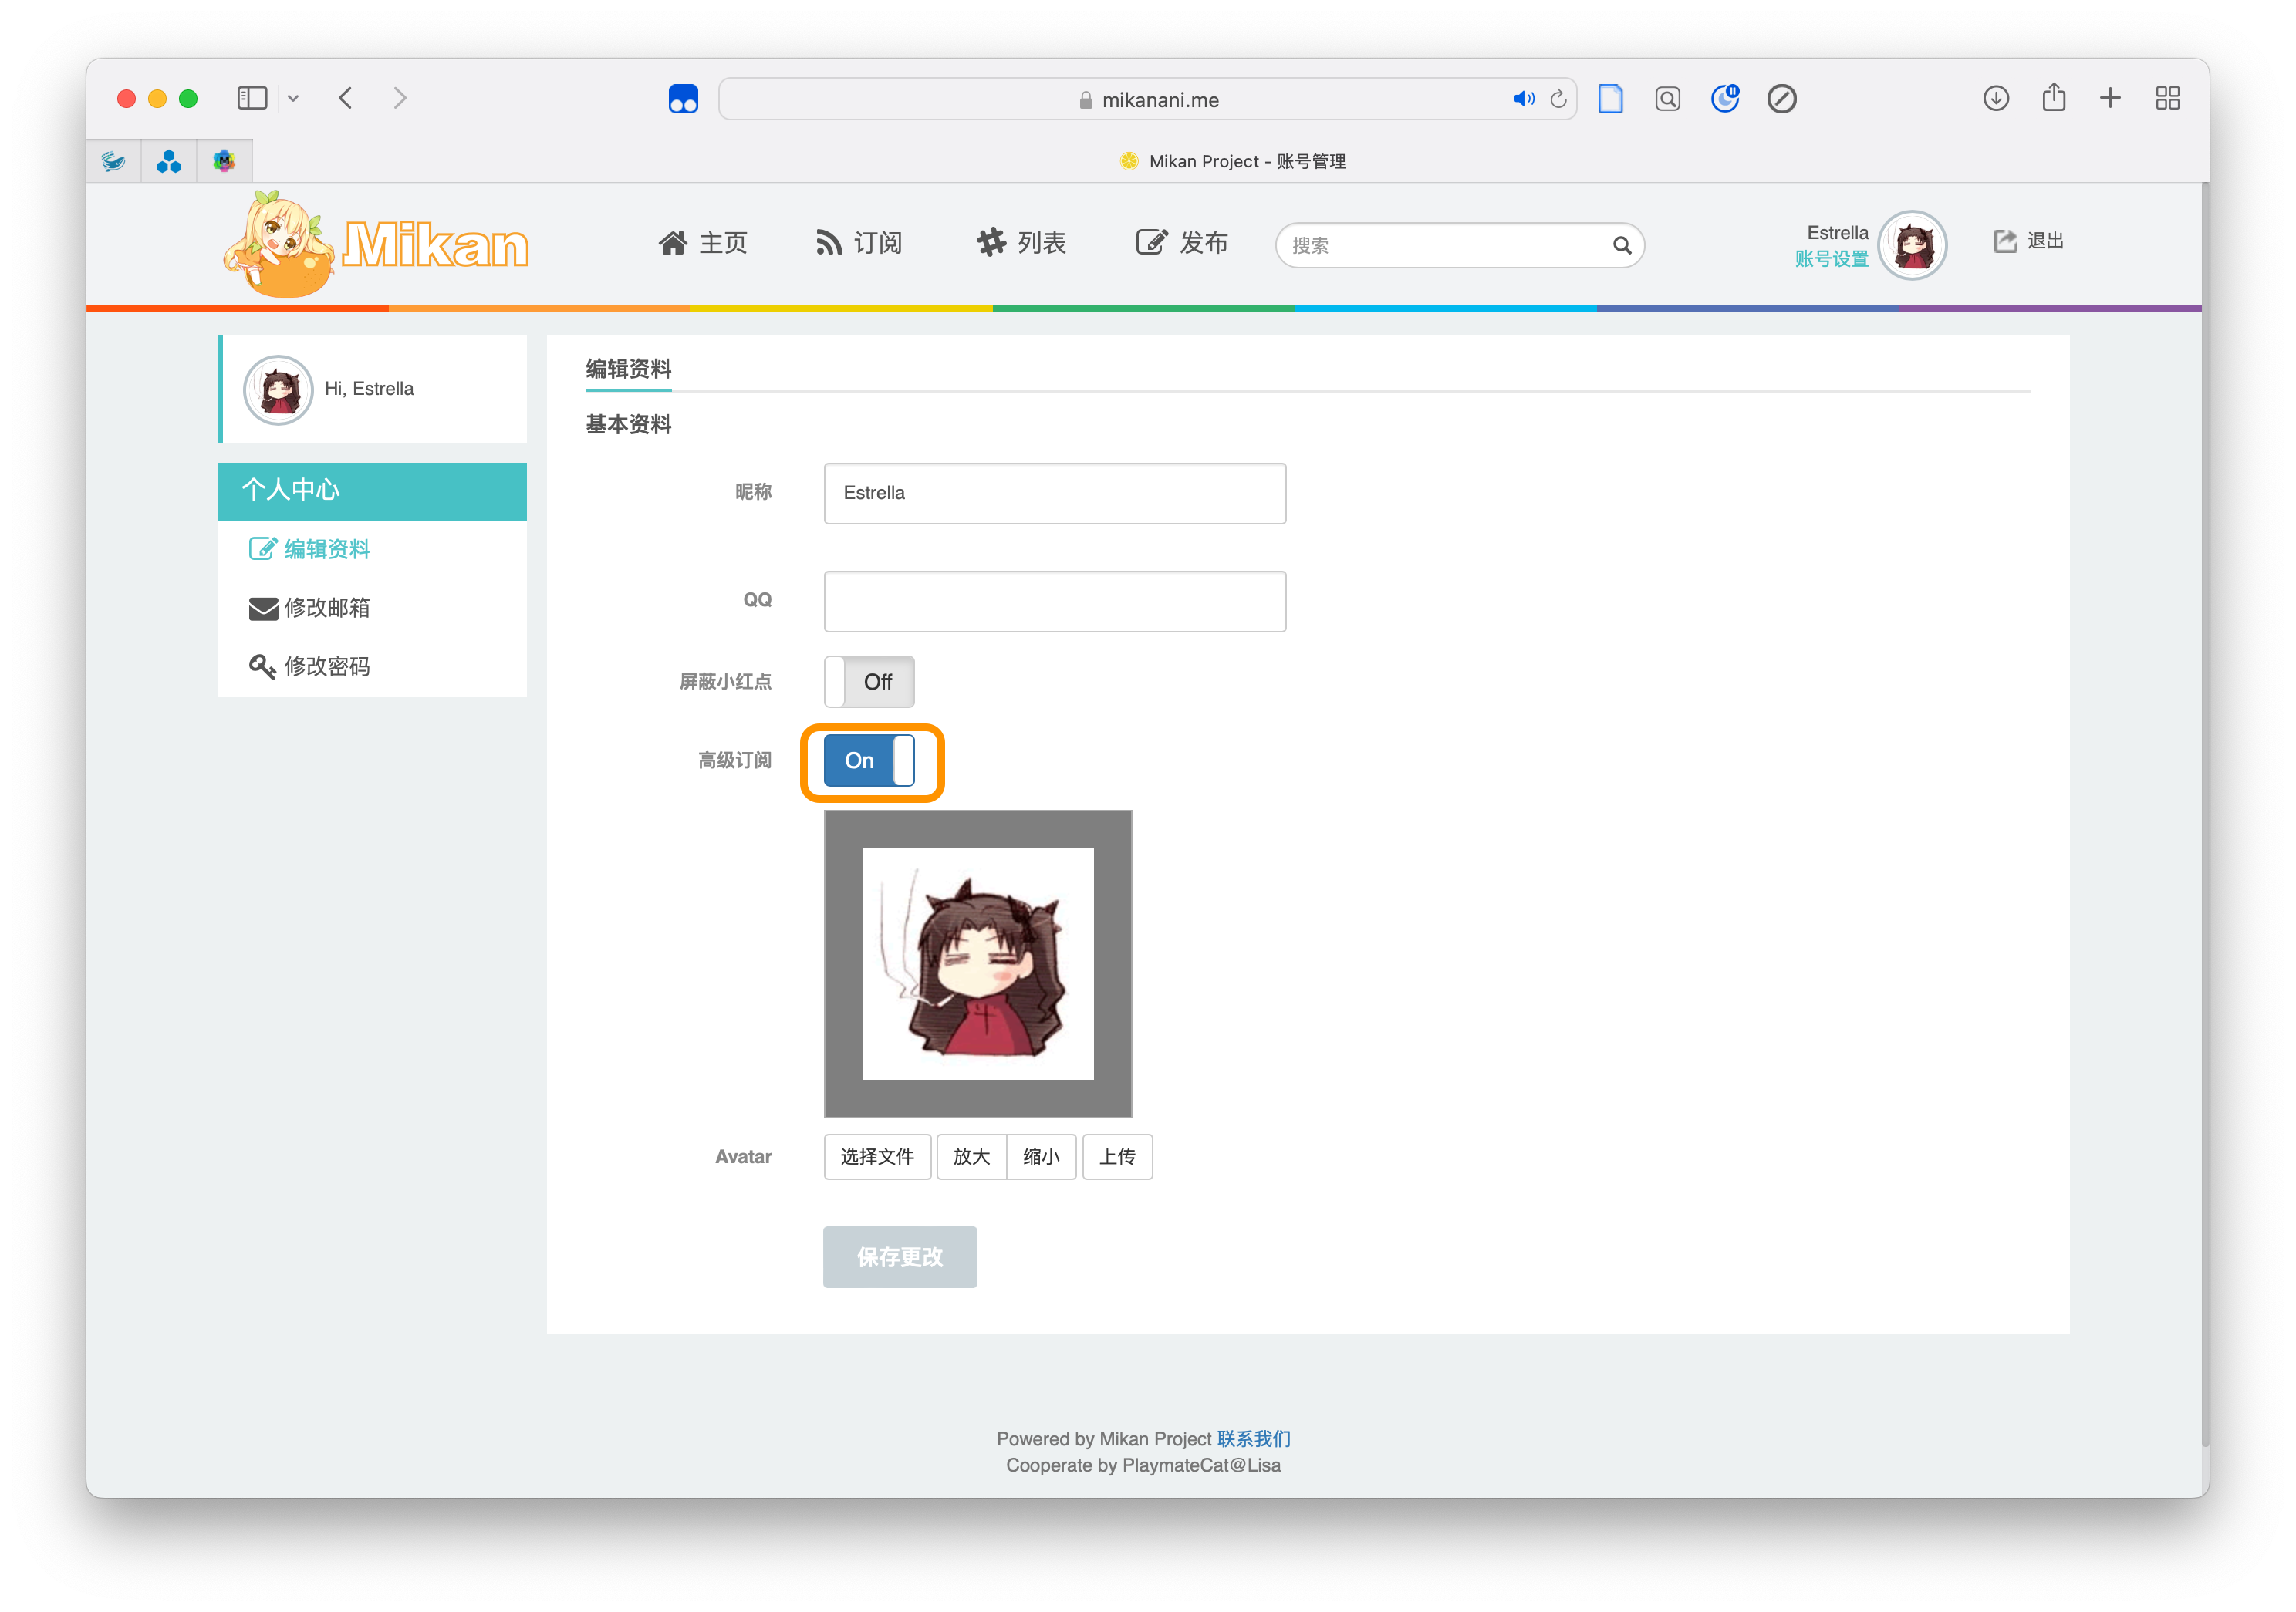 mikanani.me
Mikan Project - 账号管理
Mikan
主页
订阅
列表
发布
搜索
Estrella
账号设置
退出
Hi, Estrella
个人中心
编辑资料
修改邮箱
修改密码
编辑资料
基本资料
昵称
Estrella
QQ
屏蔽小红点
Off
高级订阅
On
Avatar
选择文件
放大
缩小
上传
保存更改
Powered by Mikan Project 联系我们
Cooperate by PlaymateCat@Lisa